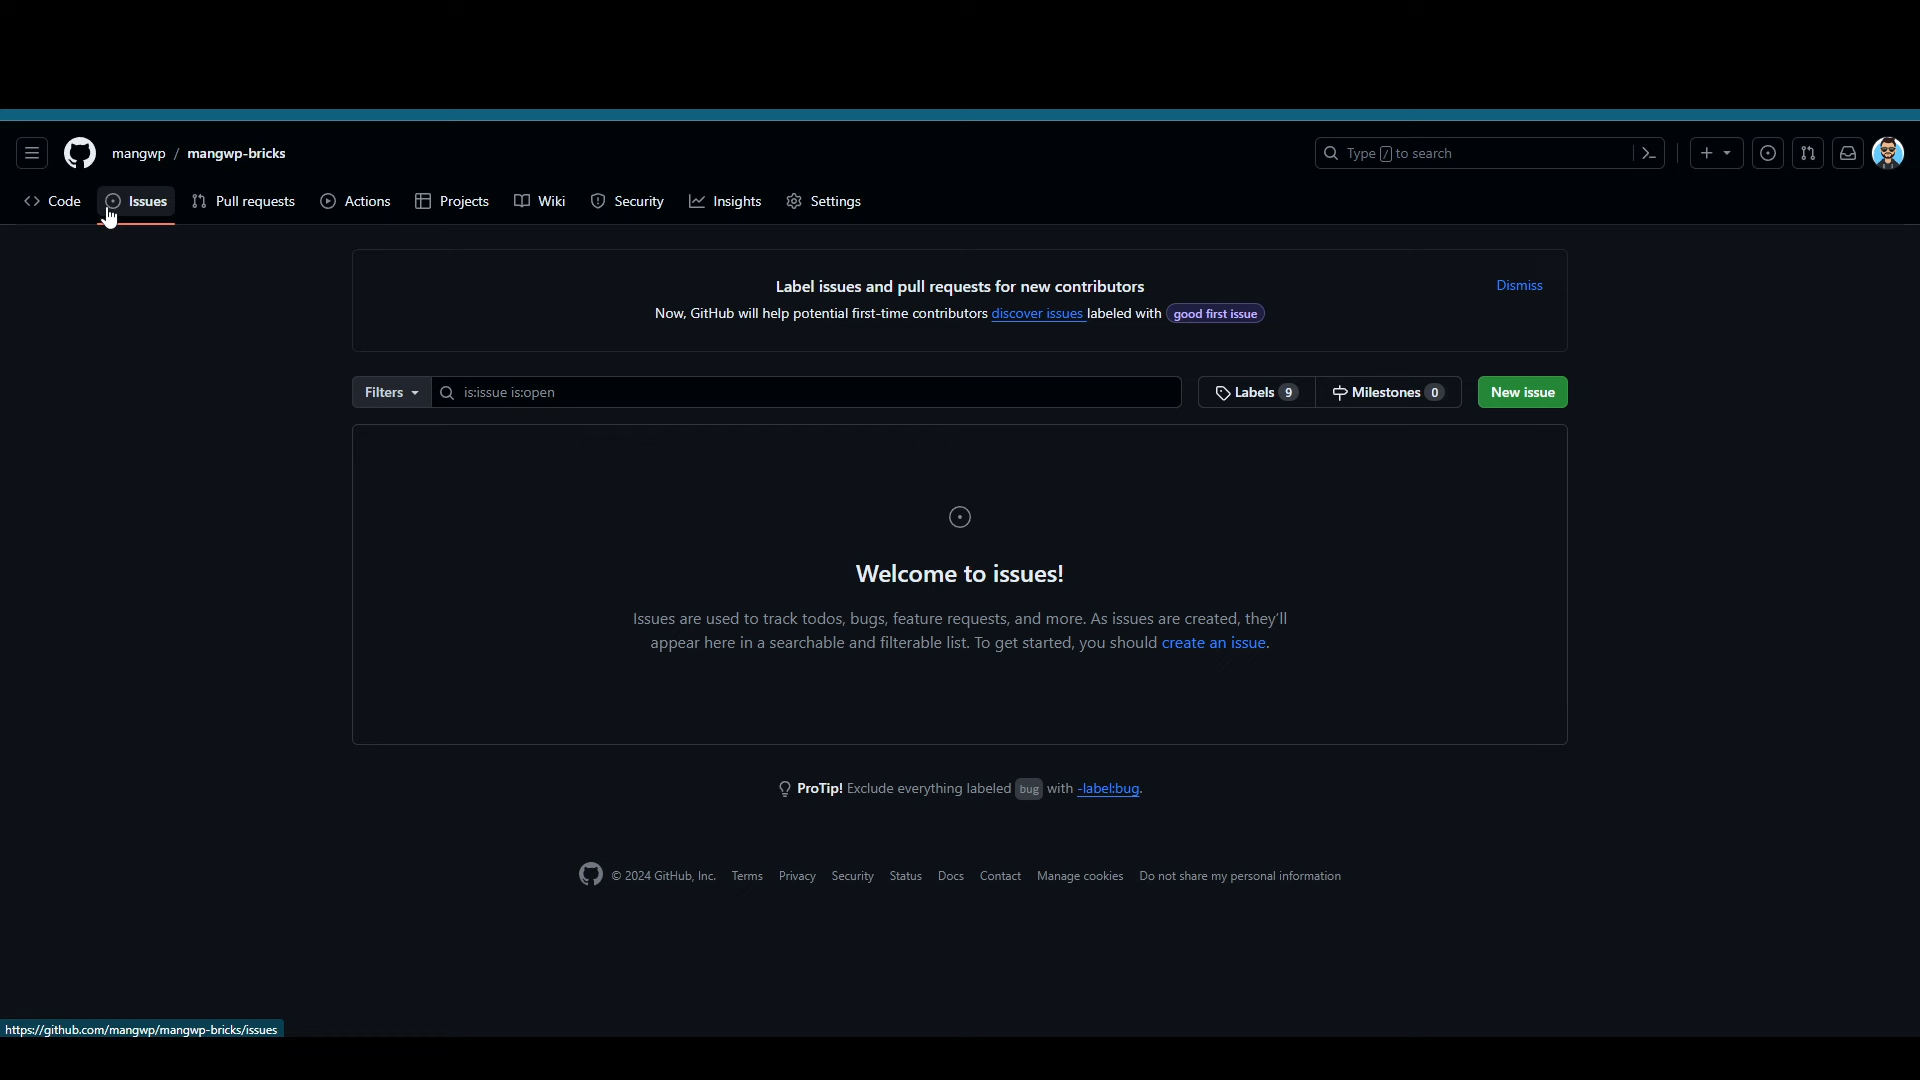 mangwp / mangwp-bricks
Type / to search
Code Issues Pull requests Actions Projects Wiki Security Insights Settings
Label issues and pull requests for new contributors
Dismiss
Now, GitHub will help potential first-time contributors discover issues labeled with good first issue
Filters is:issue is:open Labels 9 Milestones 0 New issue
Welcome to issues!
Issues are used to track todos, bugs, feature requests, and more. As issues are created, they'll
appear here in a searchable and filterable list. To get started, you should create an issue.
ProTip! Exclude everything labeled bug with -label:bug.
© 2024 GitHub, Inc. Terms Privacy Security Status Docs Contact Manage cookies Do not share my personal information
https://github.com/mangwp/mangwp-bricks/issues